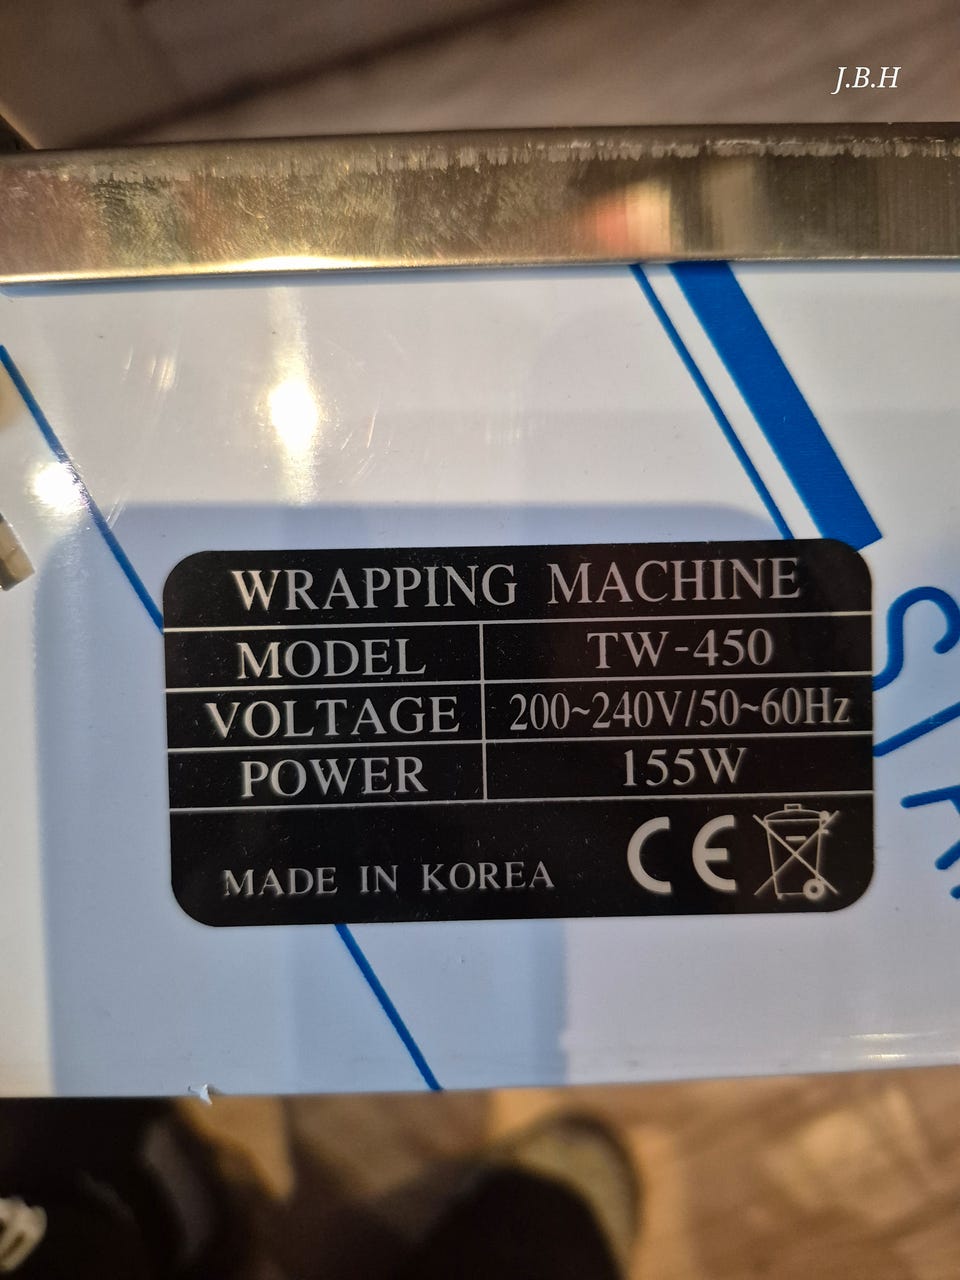 J.B.H
WRAPPING MACHINE
MODEL TW-450
VOLTAGE 200~240V/50~60Hz
POWER 155W
MADE IN KOREA CE